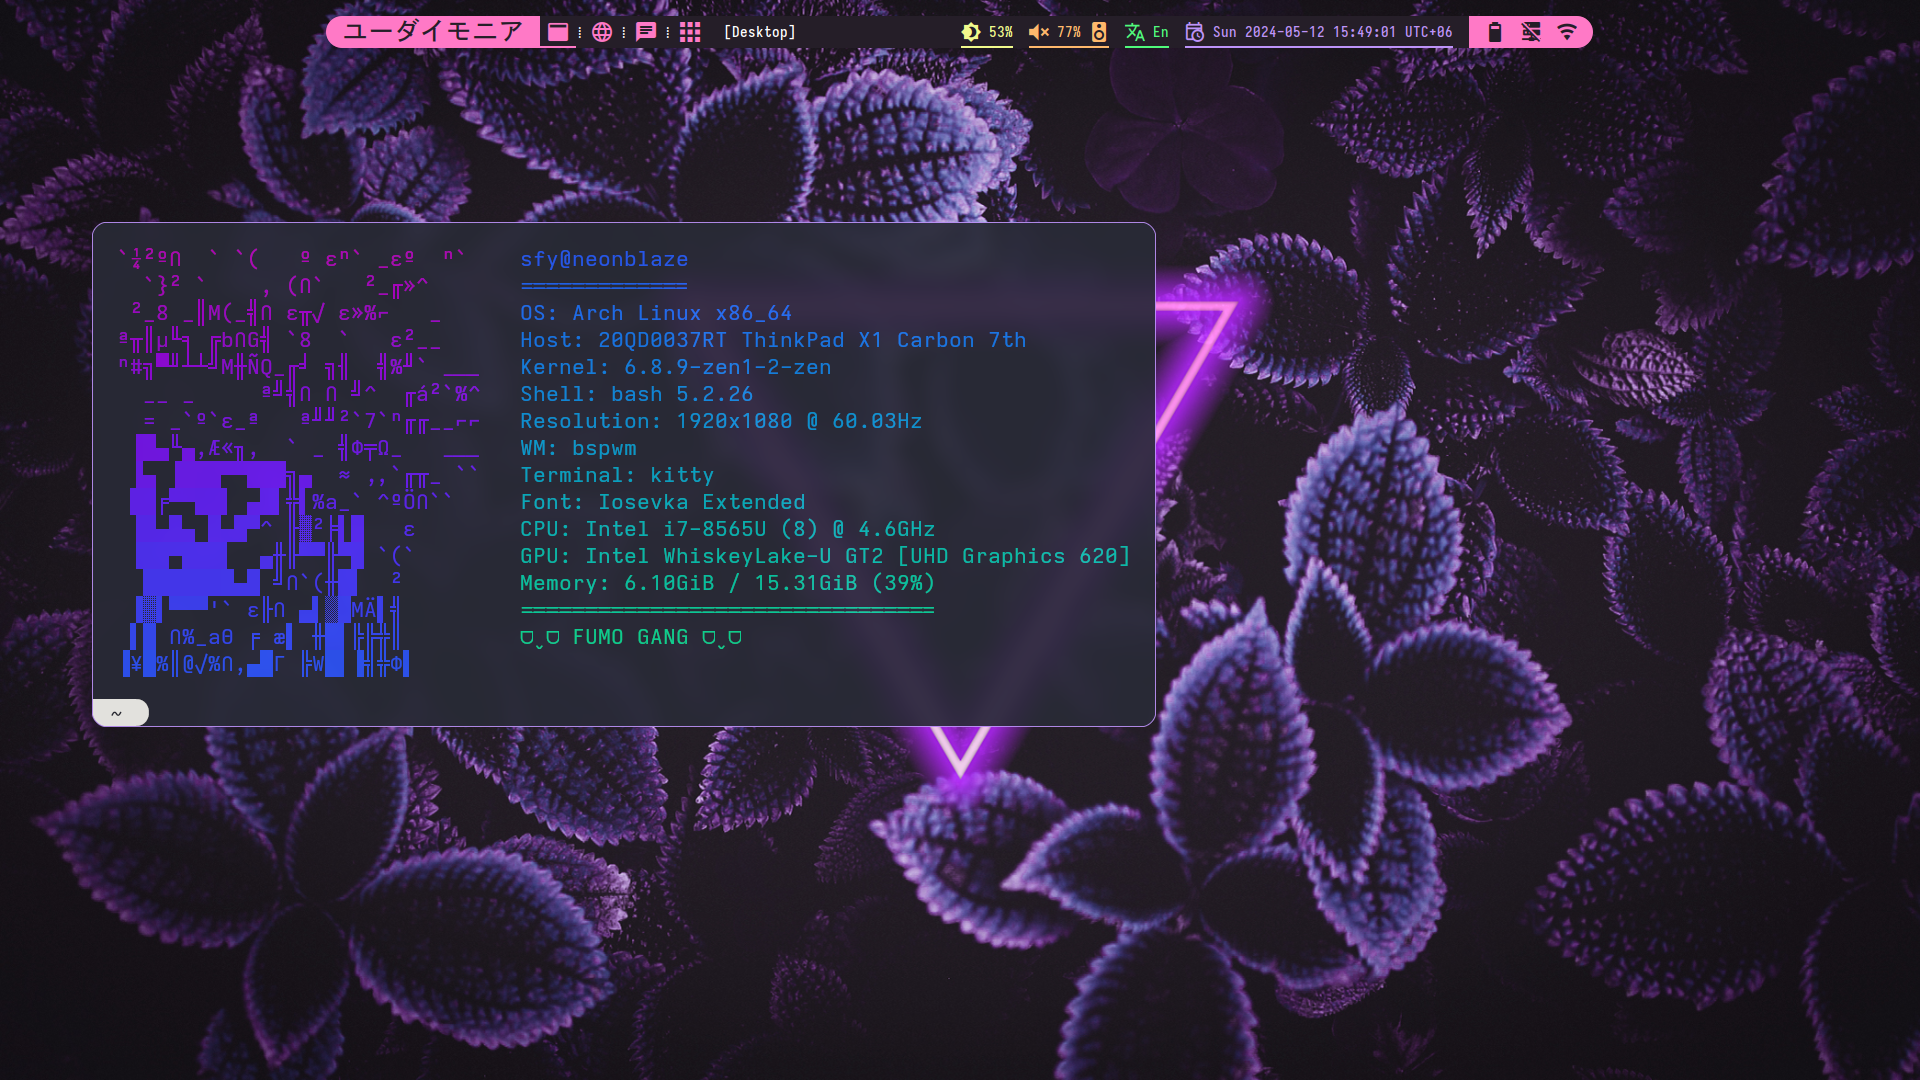 ユーダイモニア
[Desktop]
53%
77%
En
Sun 2024-05-12 15:49:01 UTC+06
sfy@neonblaze
=============
OS: Arch Linux x86_64
Host: 20QD0037RT ThinkPad X1 Carbon 7th
Kernel: 6.8.9-zen1-2-zen
Shell: bash 5.2.26
Resolution: 1920x1080 @ 60.03Hz
WM: bspwm
Terminal: kitty
Font: Iosevka Extended
CPU: Intel i7-8565U (8) @ 4.6GHz
GPU: Intel WhiskeyLake-U GT2 [UHD Graphics 620]
Memory: 6.10GiB / 15.31GiB (39%)
================================
FUMO GANG
~